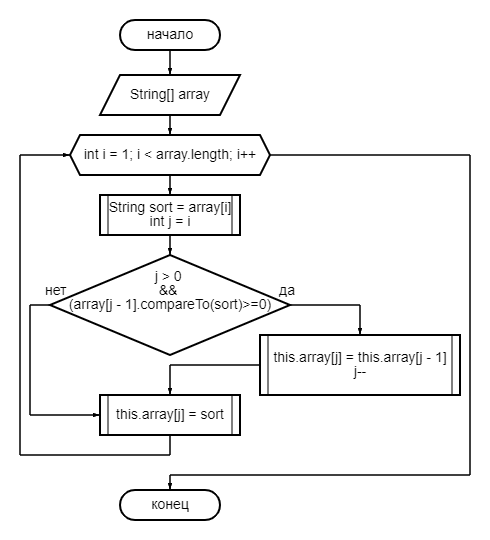 начало
String[] array
int i = 1; i < array.length; i++
String sort = array[i]
int j = i
j > 0
&&
(array[j - 1].compareTo(sort)>=0)
нет
да
this.array[j] = this.array[j - 1]
j--
this.array[j] = sort
конец